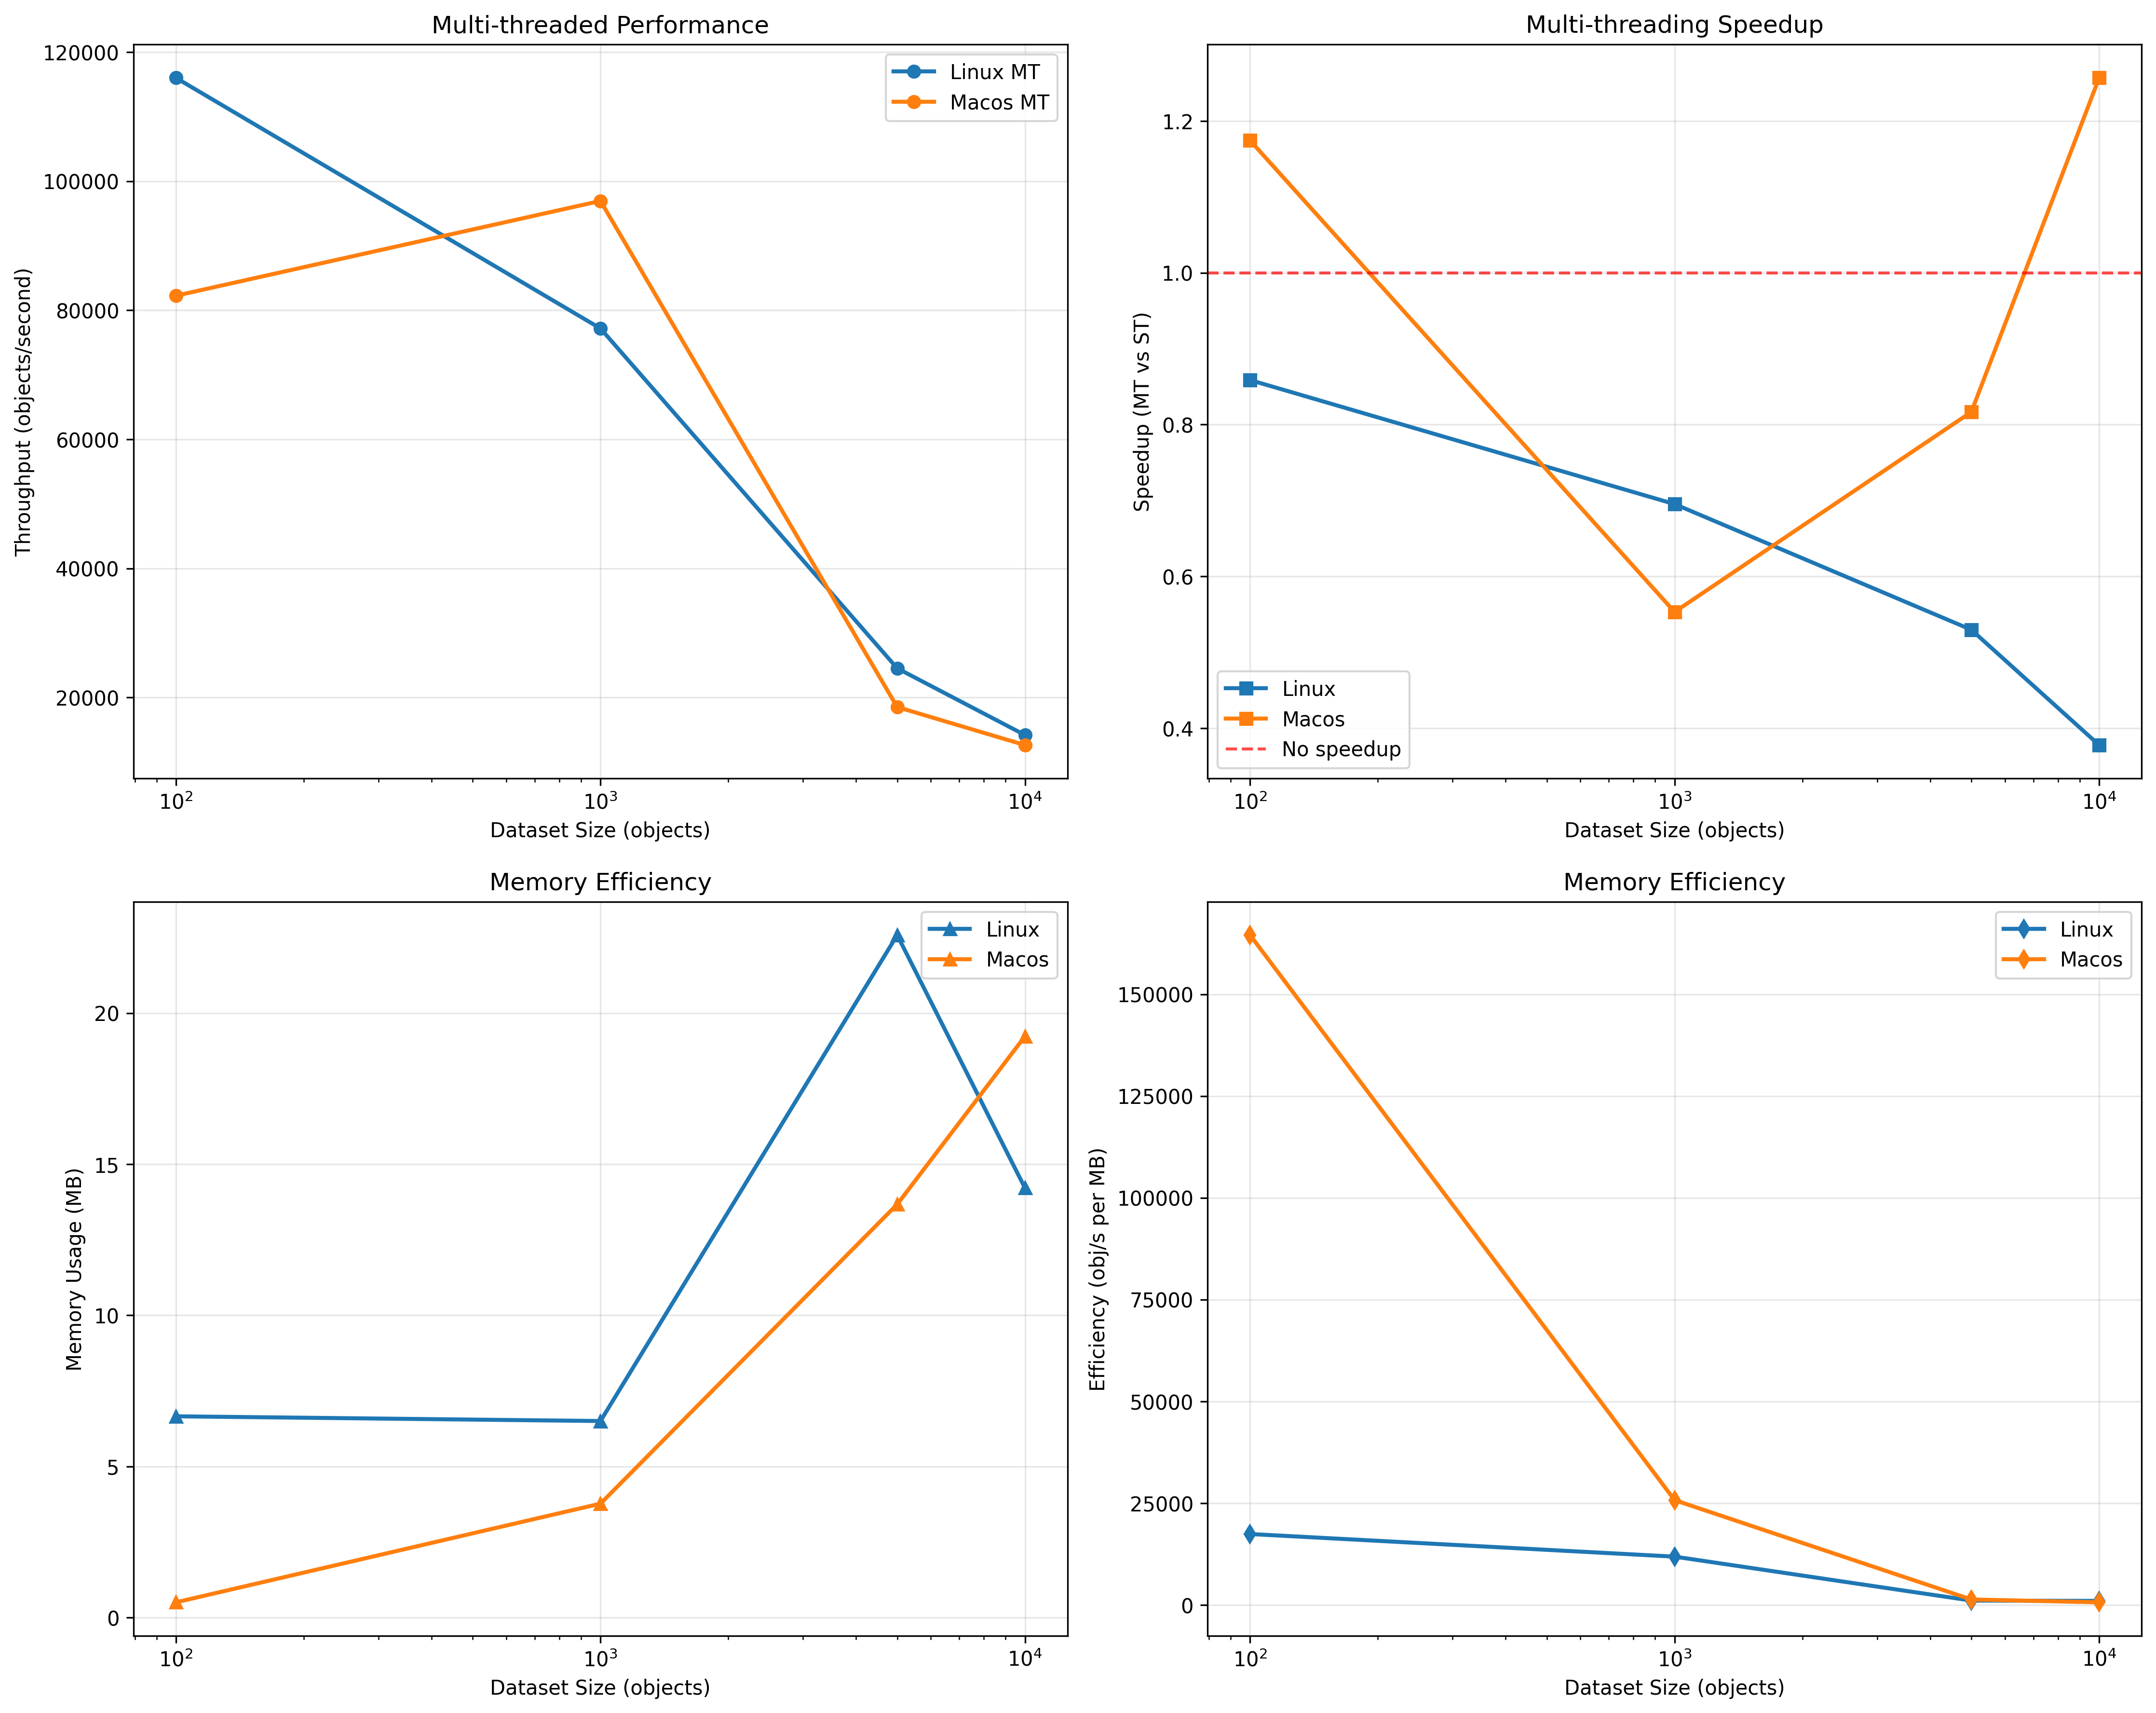 Multi-threaded Performance
120000
100000
80000
60000
40000
20000
Throughput (objects/second)
Linux MT
Macos MT
10² 10³ 10⁴
Dataset Size (objects)
Multi-threading Speedup
1.2
1.0
0.8
0.6
0.4
Speedup (MT vs ST)
Linux
Macos
No speedup
10² 10³ 10⁴
Dataset Size (objects)
Memory Efficiency
20
15
10
5
0
Memory Usage (MB)
Linux
Macos
10² 10³ 10⁴
Dataset Size (objects)
Memory Efficiency
150000
125000
100000
75000
50000
25000
0
Efficiency (obj/s per MB)
Linux
Macos
10² 10³ 10⁴
Dataset Size (objects)